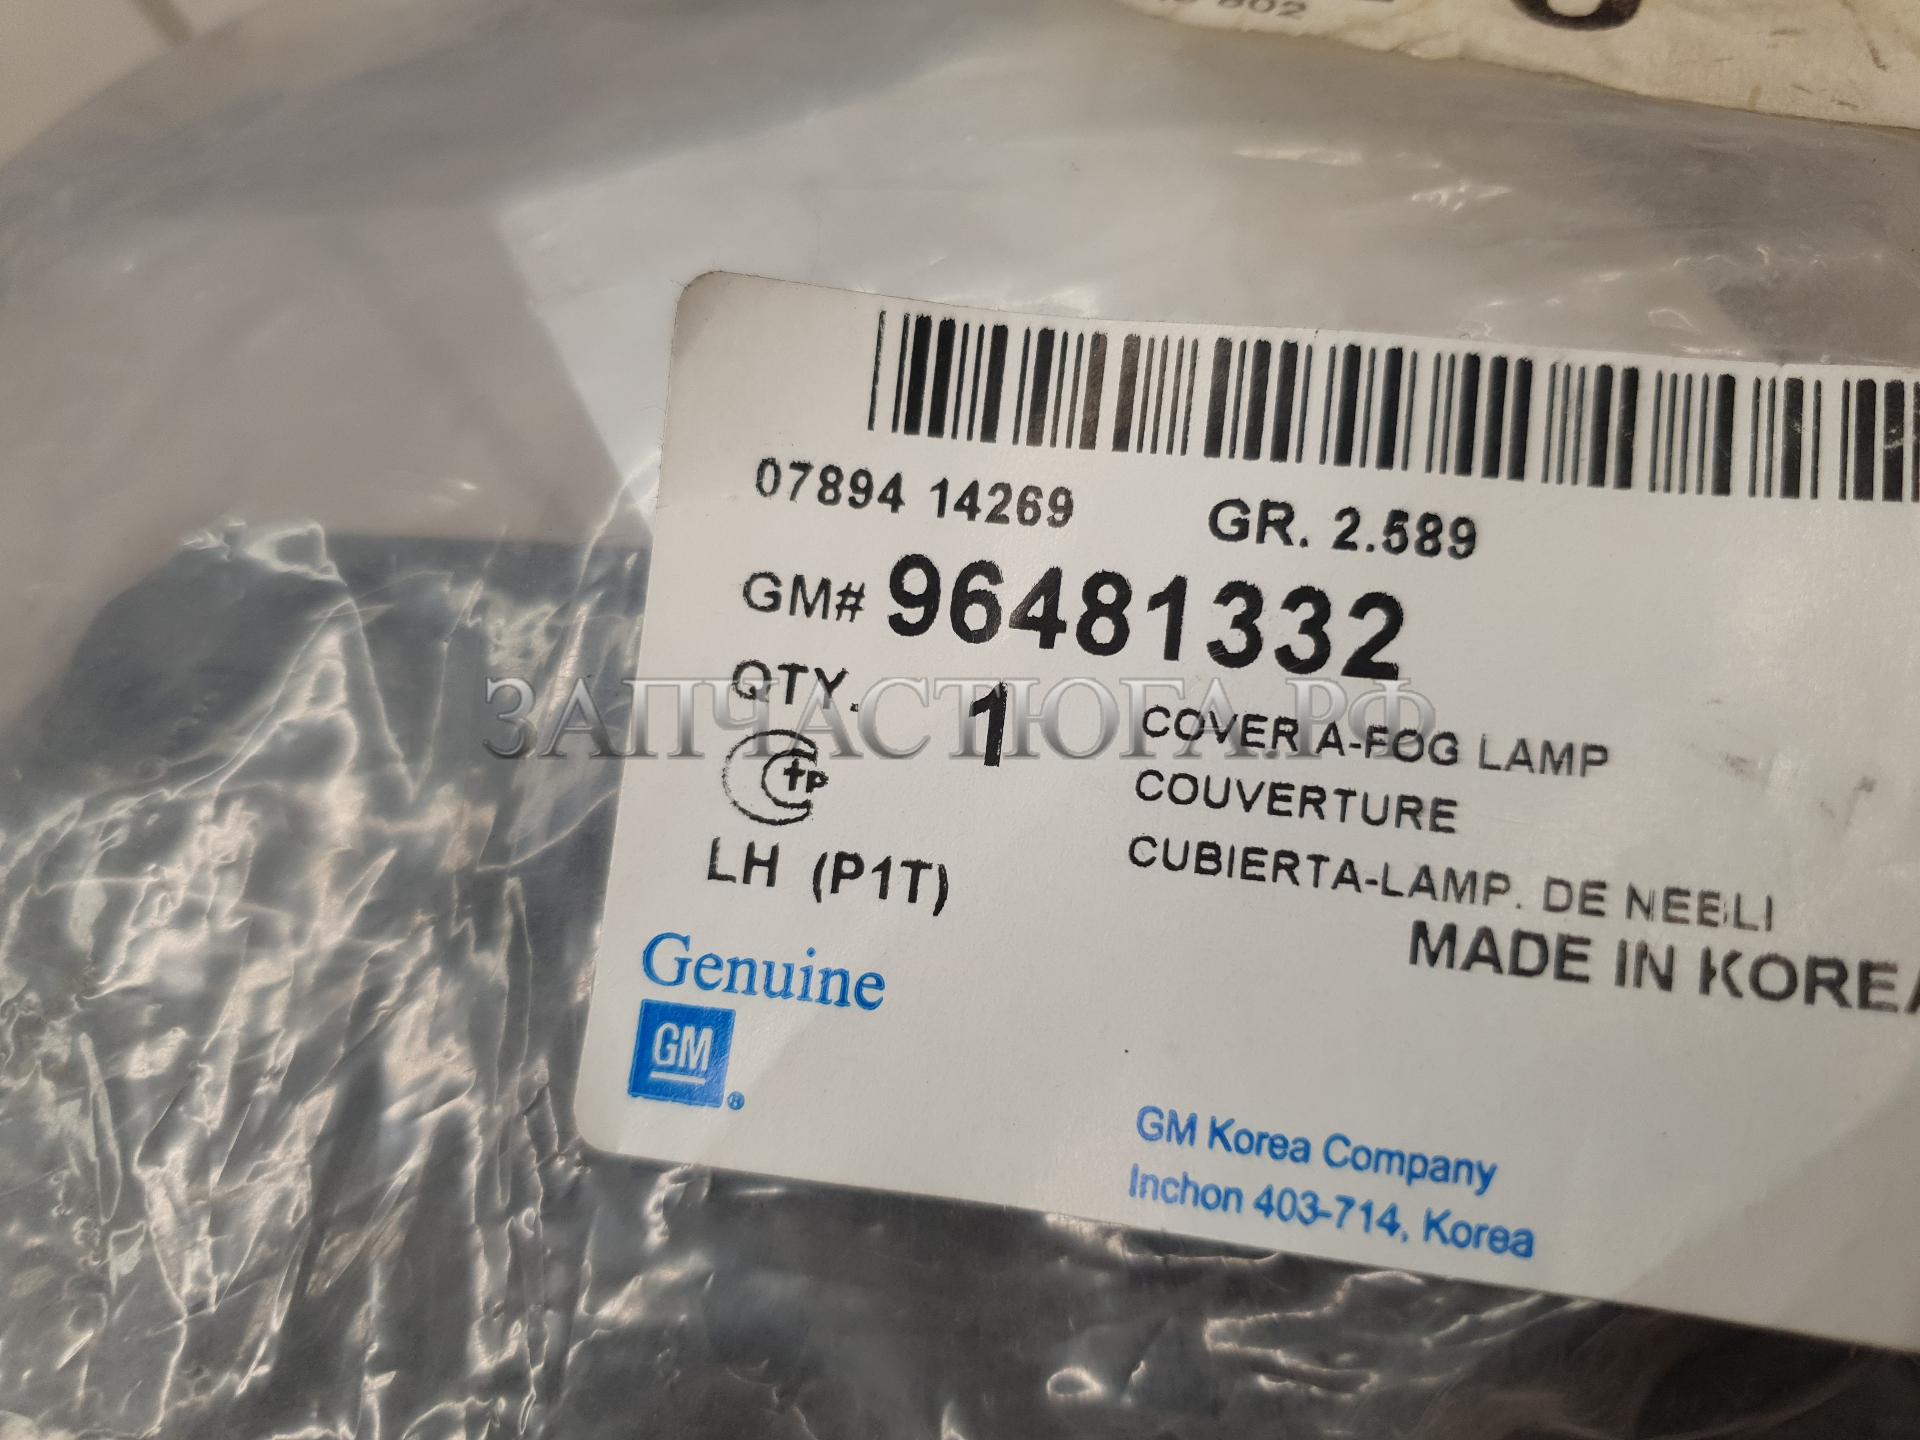 802
07894 14269 GR. 2.589
GM# 96481332
QTY. 1
ЗАПЧАСТЮГА.РФ
COVER A-FOG LAMP
COUVERTURE
CUBIERTA-LAMP. DE NEBLI
LH (P1T)
MADE IN KOREA
Genuine
GM ®
GM Korea Company
Inchon 403-714, Korea